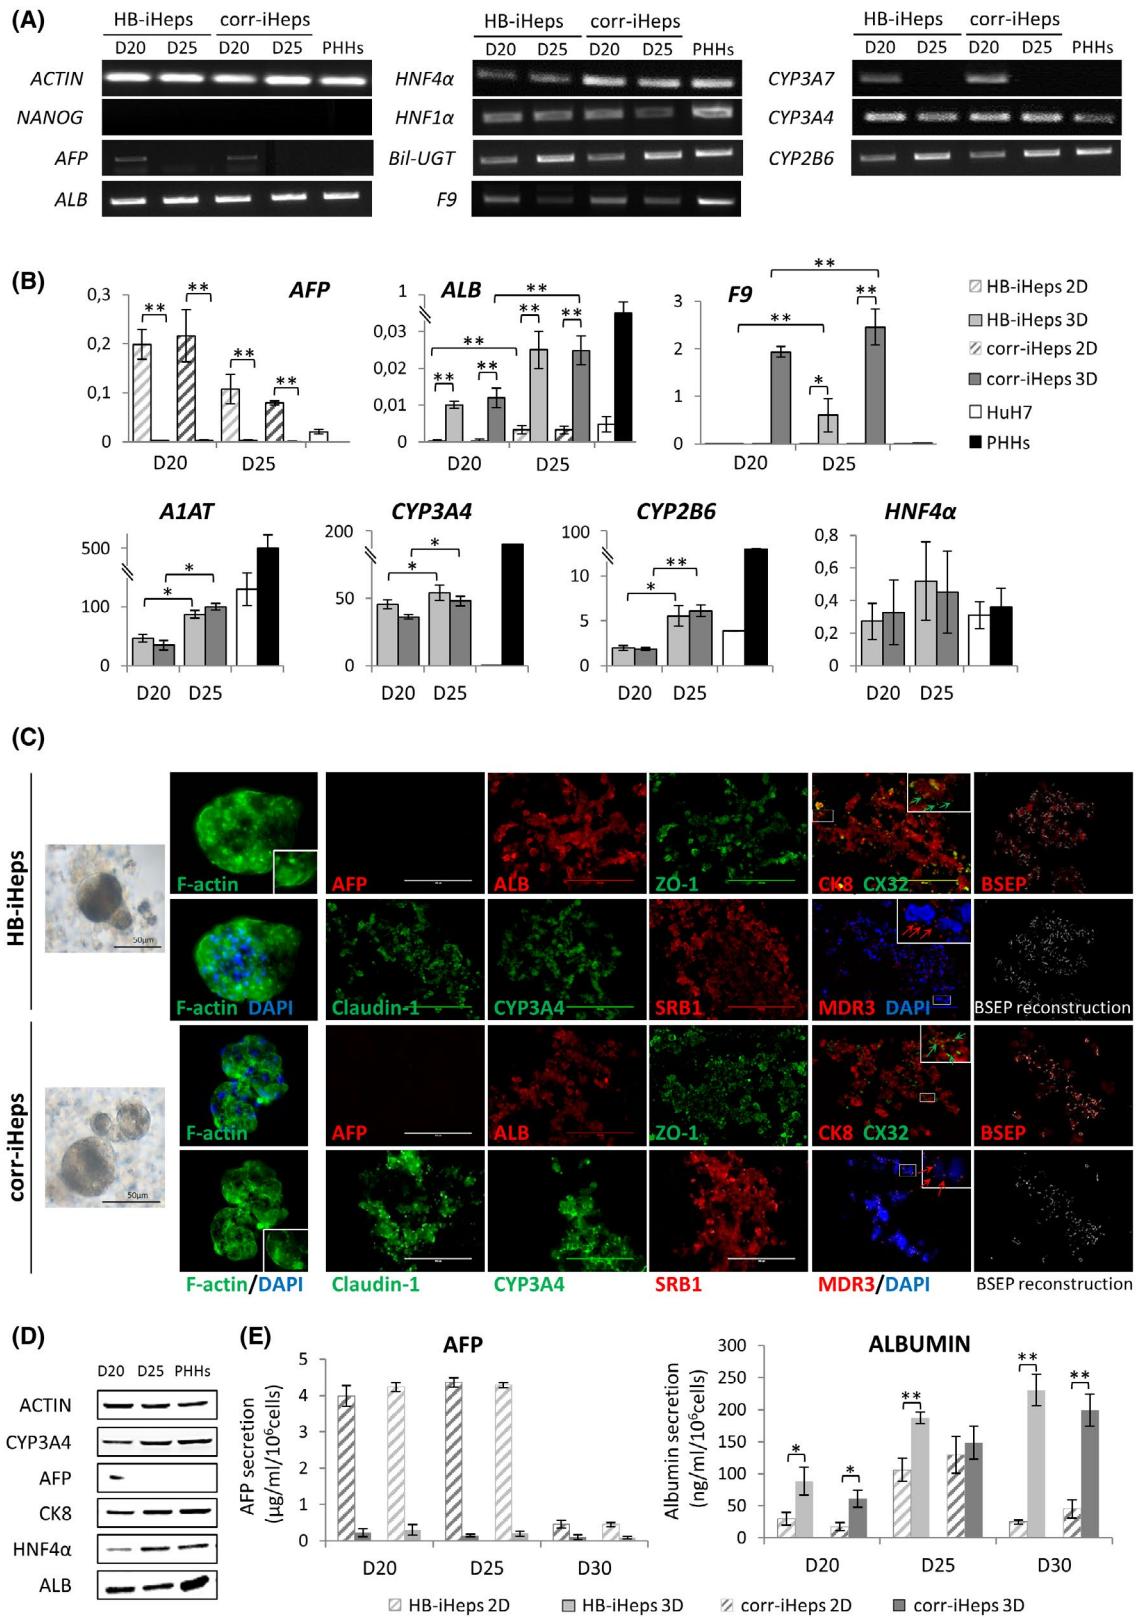 (A)
HB-iHeps corr-iHeps
D20 D25 D20 D25 PHHs
ACTIN
NANOG
AFP
ALB
HB-iHeps corr-iHeps
D20 D25 D20 D25 PHHs
HNF4α
HNF1α
Bil-UGT
F9
HB-iHeps corr-iHeps
D20 D25 D20 D25 PHHs
CYP3A7
CYP3A4
CYP2B6
(B)
AFP
0,3
0,2
0,1
0
** ** ** **
D20 D25
ALB
1
0,03
0,02
0,01
0
** ** ** ** ** **
D20 D25
F9
3
2
1
0
** ** * **
D20 D25
HB-iHeps 2D
HB-iHeps 3D
corr-iHeps 2D
corr-iHeps 3D
HuH7
PHHs
A1AT
500
100
0
* *
D20 D25
CYP3A4
200
50
0
* *
D20 D25
CYP2B6
100
10
5
0
* **
D20 D25
HNF4α
0,8
0,6
0,4
0,2
0
D20 D25
(C)
HB-iHeps
50µm
F-actin AFP ALB ZO-1 CK8 CX32 BSEP
F-actin DAPI Claudin-1 CYP3A4 SRB1 MDR3 DAPI BSEP reconstruction
corr-iHeps
50µm
F-actin AFP ALB ZO-1 CK8 CX32 BSEP
F-actin/DAPI Claudin-1 CYP3A4 SRB1 MDR3/DAPI BSEP reconstruction
(D)
D20 D25 PHHs
ACTIN
CYP3A4
AFP
CK8
HNF4α
ALB
(E)
AFP
AFP secretion
(µg/ml/10⁶cells)
5
4
3
2
1
0
D20 D25 D30
ALBUMIN
Albumin secretion
(ng/ml/10⁶cells)
300
250
200
150
100
50
0
* * ** ** **
D20 D25 D30
HB-iHeps 2D HB-iHeps 3D corr-iHeps 2D corr-iHeps 3D